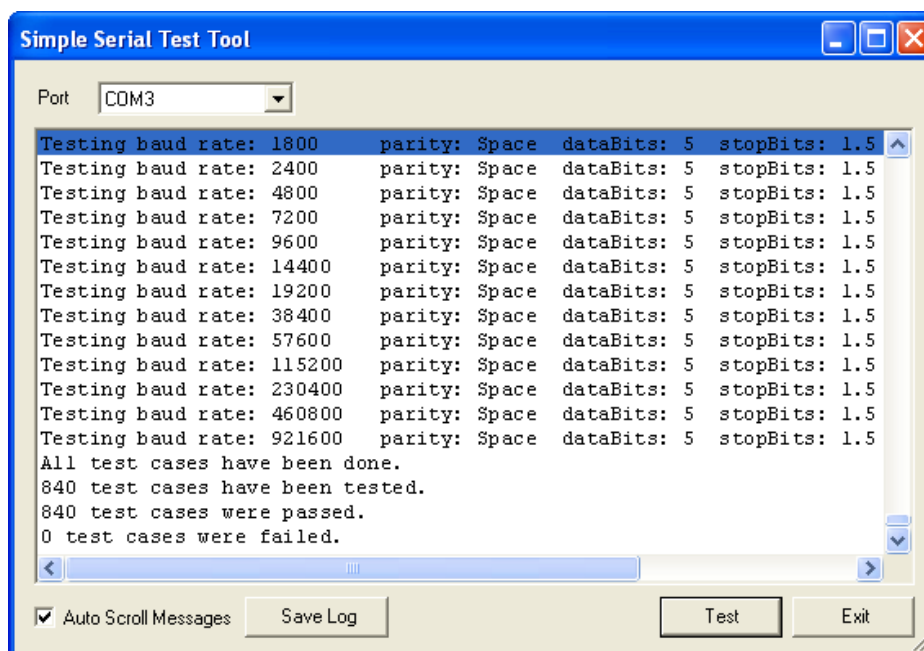 Simple Serial Test Tool
Port COM3
Testing baud rate: 1800 parity: Space dataBits: 5 stopBits: 1.5
Testing baud rate: 2400 parity: Space dataBits: 5 stopBits: 1.5
Testing baud rate: 4800 parity: Space dataBits: 5 stopBits: 1.5
Testing baud rate: 7200 parity: Space dataBits: 5 stopBits: 1.5
Testing baud rate: 9600 parity: Space dataBits: 5 stopBits: 1.5
Testing baud rate: 14400 parity: Space dataBits: 5 stopBits: 1.5
Testing baud rate: 19200 parity: Space dataBits: 5 stopBits: 1.5
Testing baud rate: 38400 parity: Space dataBits: 5 stopBits: 1.5
Testing baud rate: 57600 parity: Space dataBits: 5 stopBits: 1.5
Testing baud rate: 115200 parity: Space dataBits: 5 stopBits: 1.5
Testing baud rate: 230400 parity: Space dataBits: 5 stopBits: 1.5
Testing baud rate: 460800 parity: Space dataBits: 5 stopBits: 1.5
Testing baud rate: 921600 parity: Space dataBits: 5 stopBits: 1.5
All test cases have been done.
840 test cases have been tested.
840 test cases were passed.
0 test cases were failed.
Auto Scroll Messages Save Log Test Exit